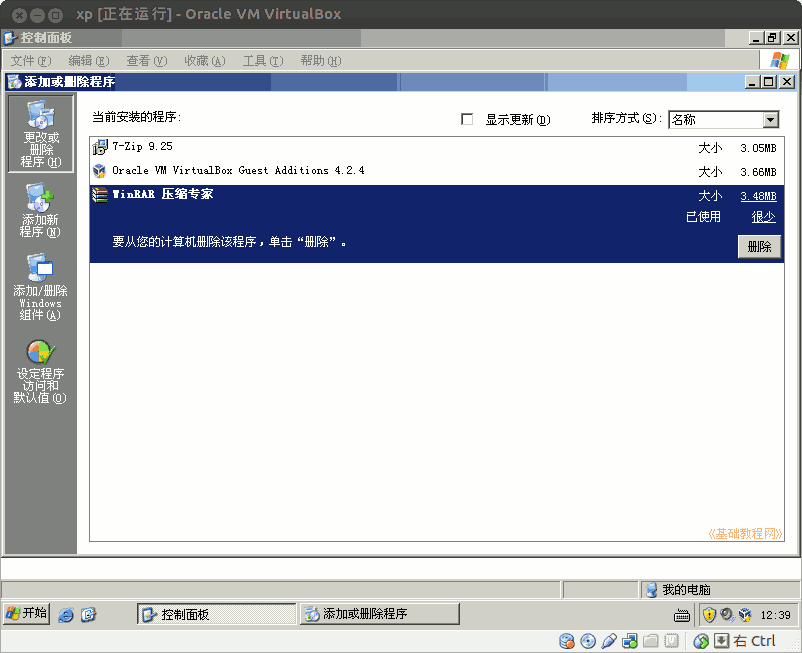 xp [正在运行] - Oracle VM VirtualBox
控制面板
文件(F) 编辑(E) 查看(V) 收藏(A) 工具(T) 帮助(H)
添加或删除程序
更改或
删除
程序(H)
添加新
程序(N)
添加/删除
Windows
组件(A)
设定程序
访问和
默认值(O)
当前安装的程序:
显示更新(D)
排序方式(S):
名称
7-Zip 9.25 大小 3.05MB
Oracle VM VirtualBox Guest Additions 4.2.4 大小 3.66MB
WinRAR 压缩专家 大小 3.48MB
已使用 很少
要从您的计算机删除该程序，单击“删除”。
删除
《基础教程网》
我的电脑
开始
控制面板
添加或删除程序
12:39
右 Ctrl